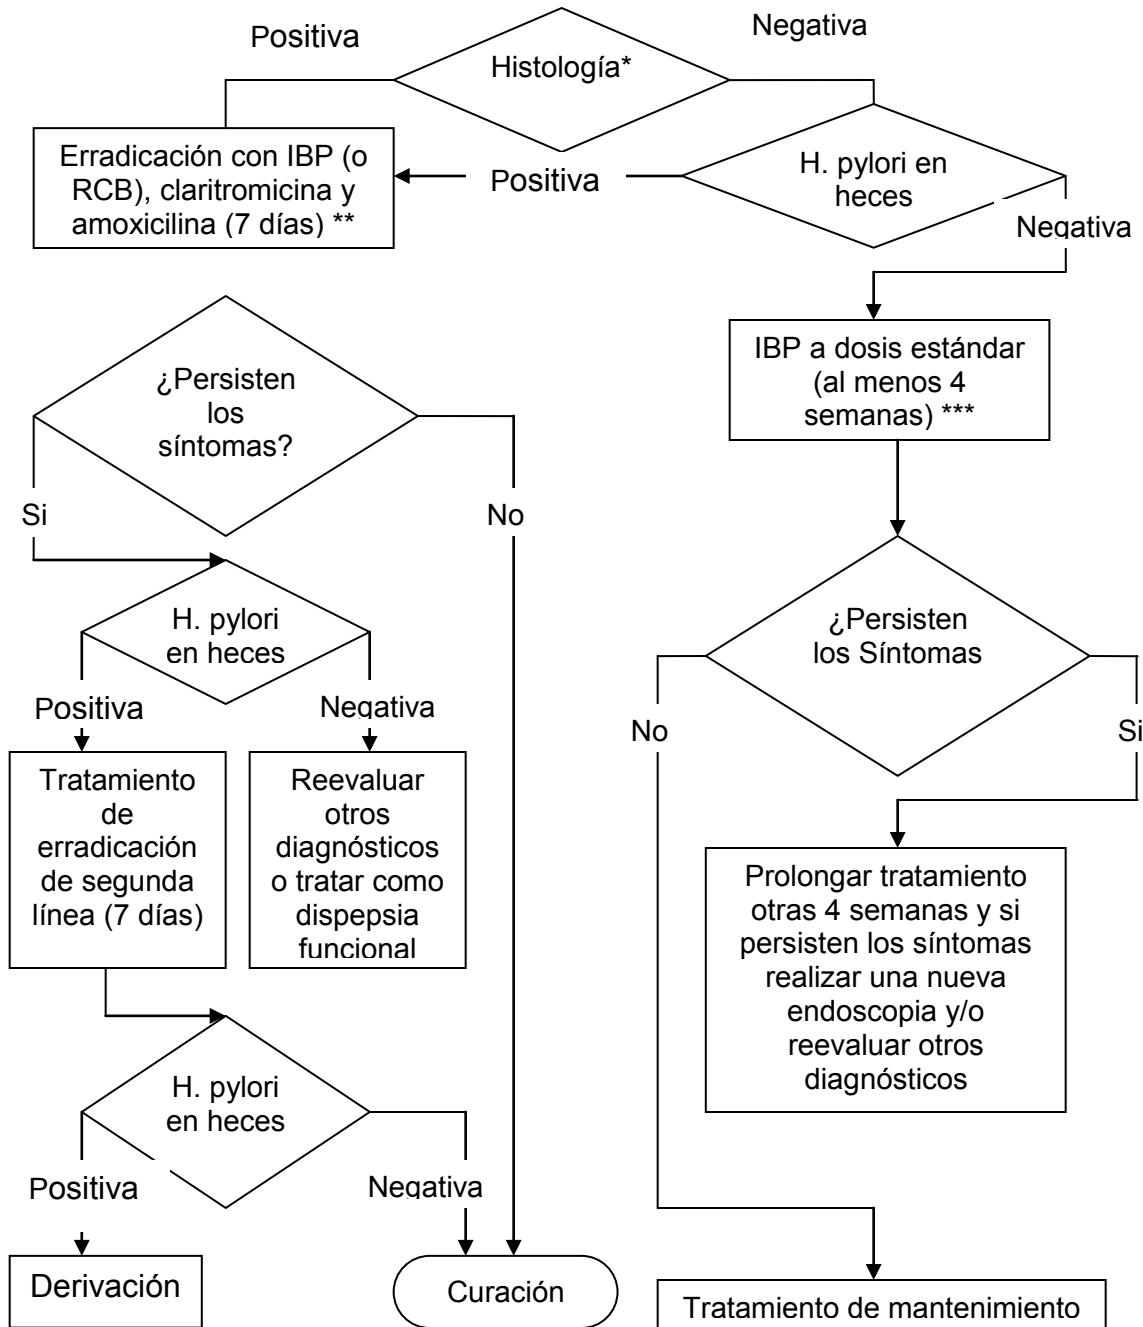 Positiva
Negativa
Histología*
Erradicación con IBP (o
RCB), claritromicina y
amoxicilina (7 días) **
Positiva
H. pylori en
heces
Negativa
IBP a dosis estándar
(al menos 4
semanas) ***
¿Persisten
los
síntomas?
Si
No
H. pylori
en heces
Positiva
Negativa
Tratamiento
de
erradicación
de segunda
línea (7 días)
Reevaluar
otros
diagnósticos
o tratar como
dispepsia
funcional
¿Persisten
los Síntomas
No
Si
Prolongar tratamiento
otras 4 semanas y si
persisten los síntomas
realizar una nueva
endoscopia y/o
reevaluar otros
diagnósticos
H. pylori
en heces
Positiva
Negativa
Derivación
Curación
Tratamiento de mantenimiento